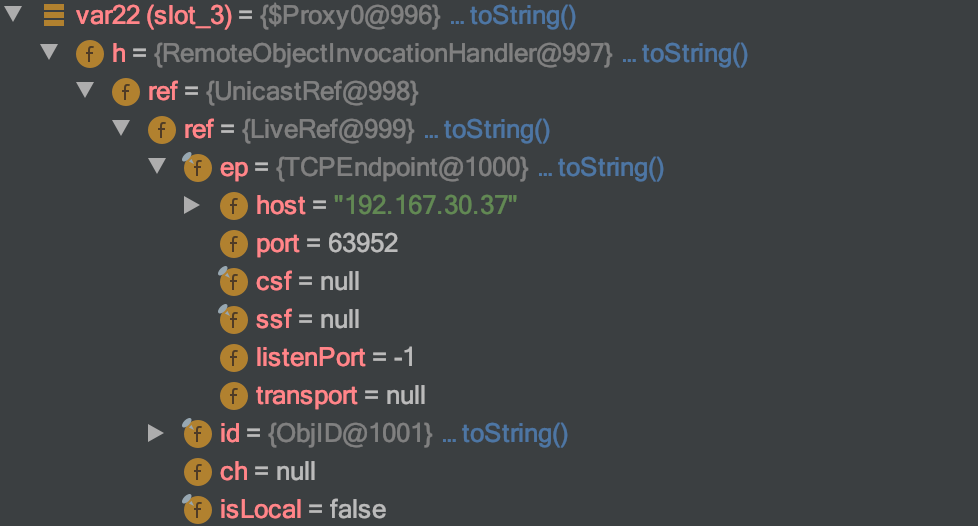 var22 (slot_3) = {$Proxy0@996} ... toString()
f h = {RemoteObjectInvocationHandler@997} ... toString()
f ref = {UnicastRef@998}
f ref = {LiveRef@999} ... toString()
f ep = {TCPEndpoint@1000} ... toString()
f host = "192.167.30.37"
f port = 63952
f csf = null
f ssf = null
f listenPort = -1
f transport = null
f id = {ObjID@1001} ... toString()
f ch = null
f isLocal = false